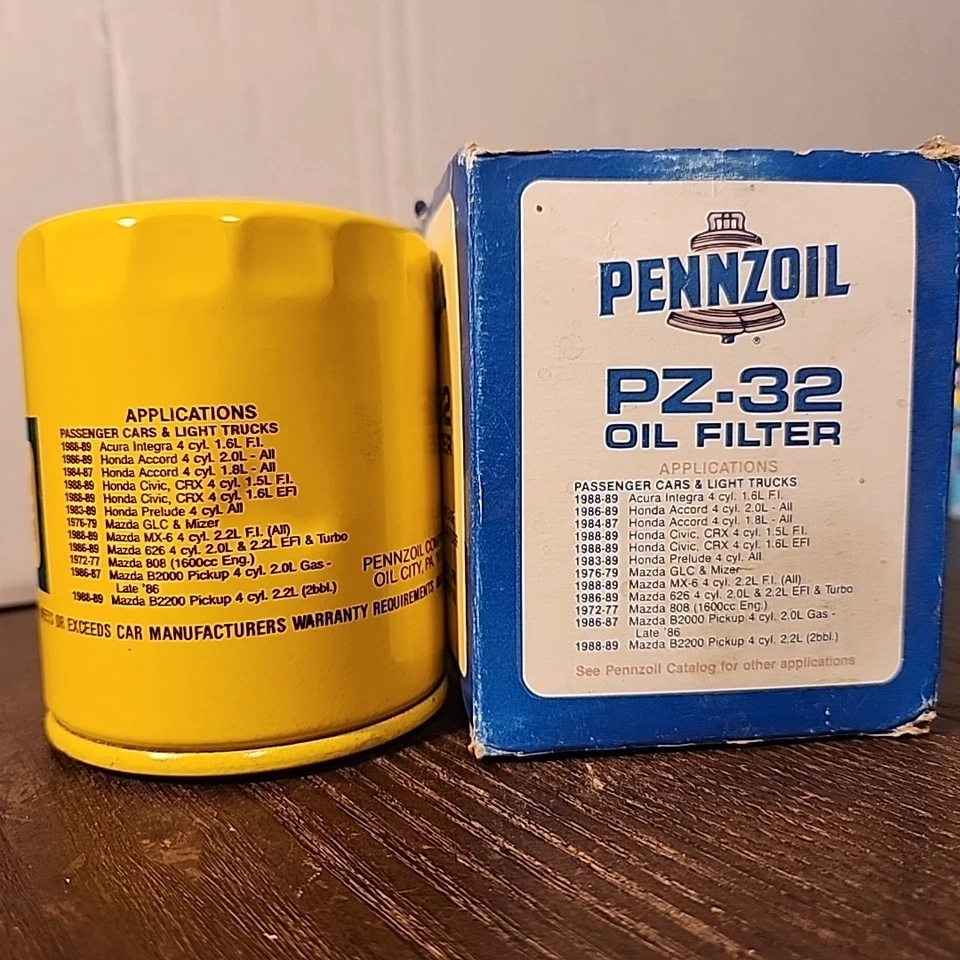 APPLICATIONS
PASSENGER CARS & LIGHT TRUCKS
1988-89 Acura Integra 4 cyl. 1.6L F.I.
1986-89 Honda Accord 4 cyl. 2.0L - All
1984-87 Honda Accord 4 cyl. 1.8L - All
1988-89 Honda Civic, CRX 4 cyl. 1.5L F.I.
1988-89 Honda Civic, CRX 4 cyl. 1.6L EFI
1983-89 Honda Prelude 4 cyl. All
1976-79 Mazda GLC & Mizer
1988-89 Mazda MX-6 4 cyl. 2.2L F.I. (All)
1986-89 Mazda 626 4 cyl. 2.0L & 2.2L EFI & Turbo
1972-77 Mazda 808 (1600cc Eng.)
1986-87 Mazda B2000 Pickup 4 cyl. 2.0L Gas -
Late '86
1988-89 Mazda B2200 Pickup 4 cyl. 2.2L (2bbl.)
OR EXCEEDS CAR MANUFACTURERS WARRANTY REQUIREMENTS
PENNZOIL
OIL CITY, PA
PENNZOIL
®
PZ-32
OIL FILTER
APPLICATIONS
PASSENGER CARS & LIGHT TRUCKS
1988-89 Acura Integra 4 cyl. 1.6L F.I.
1986-89 Honda Accord 4 cyl. 2.0L - All
1984-87 Honda Accord 4 cyl. 1.8L - All
1988-89 Honda Civic, CRX 4 cyl. 1.5L F.I.
1988-89 Honda Civic, CRX 4 cyl. 1.6L EFI
1983-89 Honda Prelude 4 cyl. All
1976-79 Mazda GLC & Mizer
1988-89 Mazda MX-6 4 cyl. 2.2L F.I. (All)
1986-89 Mazda 626 4 cyl. 2.0L & 2.2L EFI & Turbo
1972-77 Mazda 808 (1600cc Eng.)
1986-87 Mazda B2000 Pickup 4 cyl. 2.0L Gas -
Late '86
1988-89 Mazda B2200 Pickup 4 cyl. 2.2L (2bbl.)
See Pennzoil Catalog for other applications